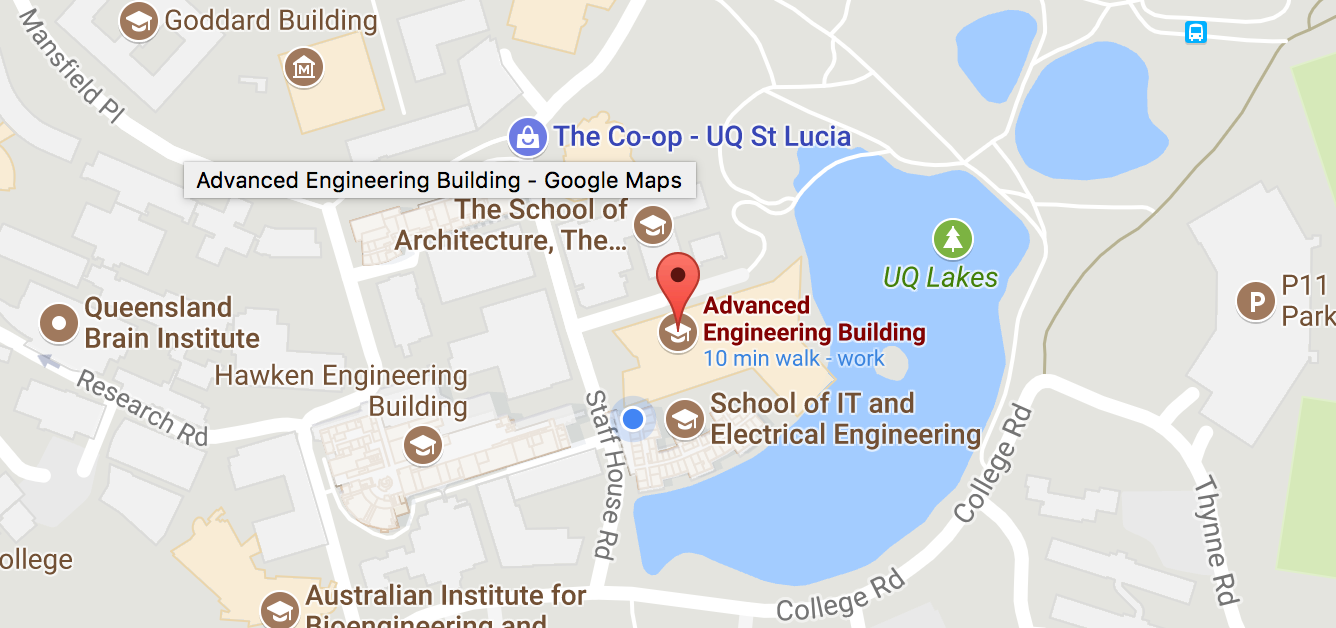 Goddard Building
Mansfield Pl
The Co-op - UQ St Lucia
Advanced Engineering Building - Google Maps
The School of
Architecture, The...
UQ Lakes
P11
Park
Queensland
Brain Institute
Advanced
Engineering Building
10 min walk - work
Hawken Engineering
Building
Research Rd
School of IT and
Electrical Engineering
Staff House Rd
College Rd
Thynne Rd
ollege
College Rd
Australian Institute for
Bioengineering and